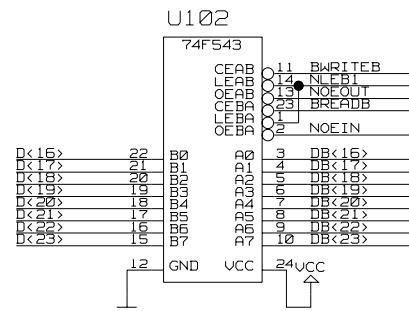 U102
74F543
CEAB 11 BWRITEB
LEAB 14 NLEB1
OEAB 13 NOEOUT
CEBA 23 BREADB
LEBA 1
OEBA 2 NOEIN
D<16> 22 B0 A0 3 DB<16>
D<17> 21 B1 A1 4 DB<17>
D<18> 20 B2 A2 5 DB<18>
D<19> 19 B3 A3 6 DB<19>
D<20> 18 B4 A4 7 DB<20>
D<21> 17 B5 A5 8 DB<21>
D<22> 16 B6 A6 9 DB<22>
D<23> 15 B7 A7 10 DB<23>
12 GND VCC 24 VCC